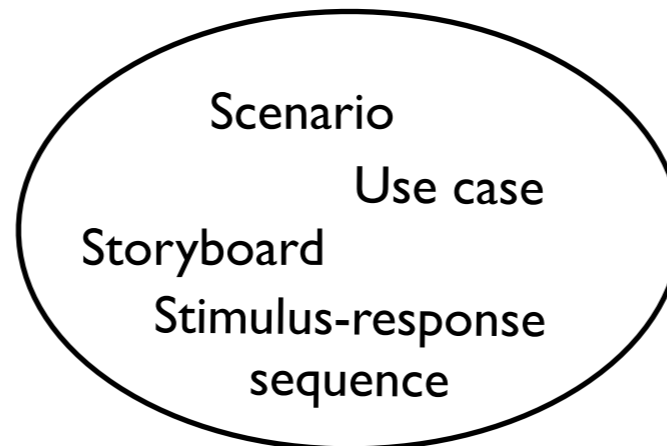 Scenario
Use case
Storyboard
Stimulus-response
sequence